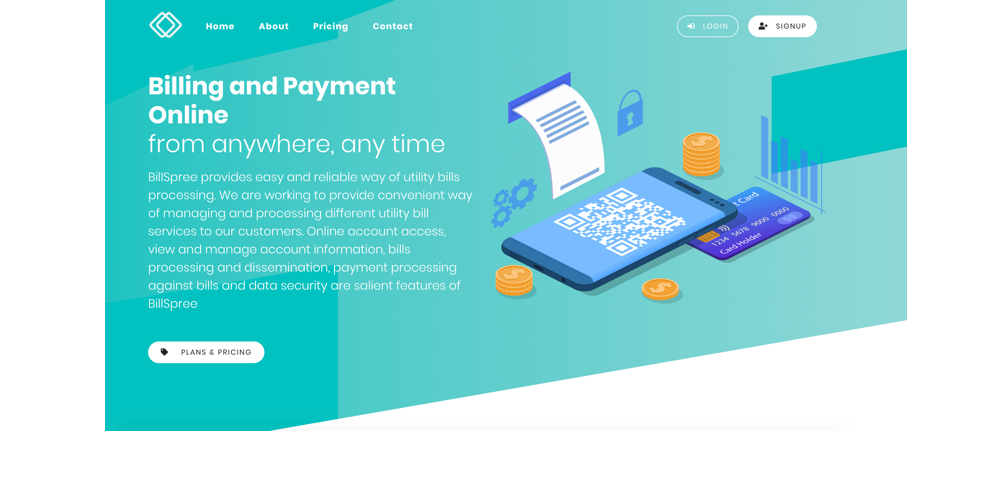 Home About Pricing Contact
LOGIN
SIGNUP
Billing and Payment
Online
from anywhere, any time
BillSpree provides easy and reliable way of utility bills
processing. We are working to provide convenient way
of managing and processing different utility bill
services to our customers. Online account access,
view and manage account information, bills
processing and dissemination, payment processing
against bills and data security are salient features of
BillSpree
PLANS & PRICING
t Card
1234 5678 9000 0000
Card Holder